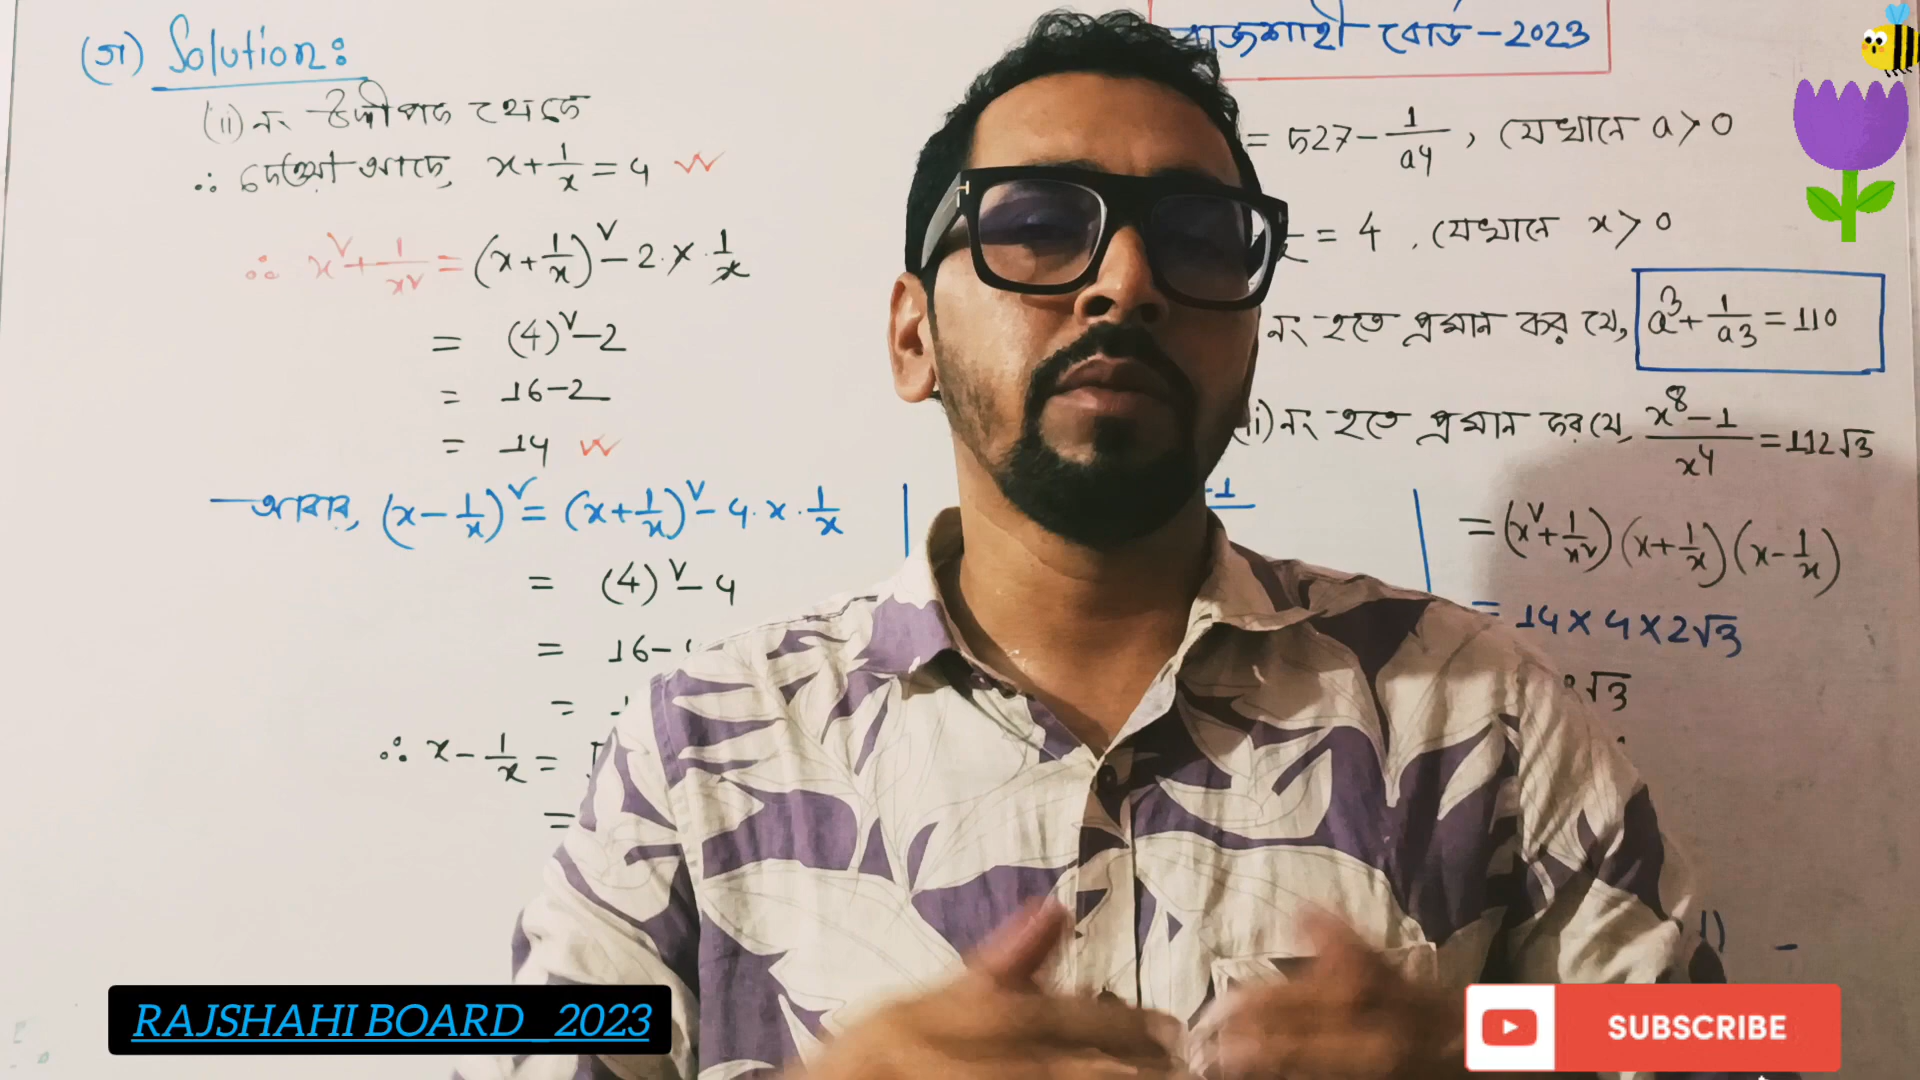 (গ) Solution:
(ii) নং উদ্দীপক থেকে
∴ দেওয়া আছে, x + 1/x = 4
∴ x² + 1/x² = (x + 1/x)² − 2·x·1/x
= (4)² − 2
= 16 − 2
= 14
আবার, (x − 1/x)² = (x + 1/x)² − 4·x·1/x
= (4)² − 4
= 16 −
=
∴ x − 1/x =
=
রাজশাহী বোর্ড – 2023
= 527 − 1/a4, (যেখানে a > 0
= 4, (যেখানে x > 0
নং হতে প্রমান কর যে, a³ + 1/a3 = 110
নং হতে প্রমান কর যে, x⁸ − 1/x⁴ = 112√3
= (x² + 1/x²) (x + 1/x) (x − 1/x)
= 14 × 4 × 2√3
√3
RAJSHAHI BOARD_ 2023
SUBSCRIBE